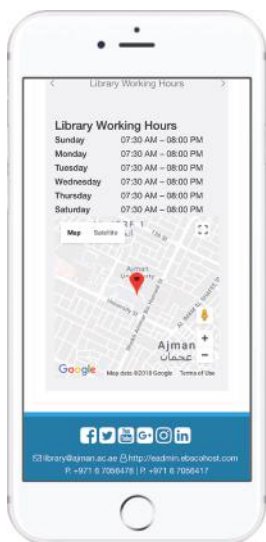 Library Working Hours
Library Working Hours
Sunday 07:30 AM – 08:00 PM
Monday 07:30 AM – 08:00 PM
Tuesday 07:30 AM – 08:00 PM
Wednesday 07:30 AM – 08:00 PM
Thursday 07:30 AM – 08:00 PM
Saturday 07:30 AM – 08:00 PM
Map Satellite
Ajman
University
University St
Ajman
عجمان
Google Map data ©2018 Google Terms of Use
library@ajman.ac.ae http://eadmin.ebscohost.com
P. +971 6 7056478 | P. +971 6 7056417